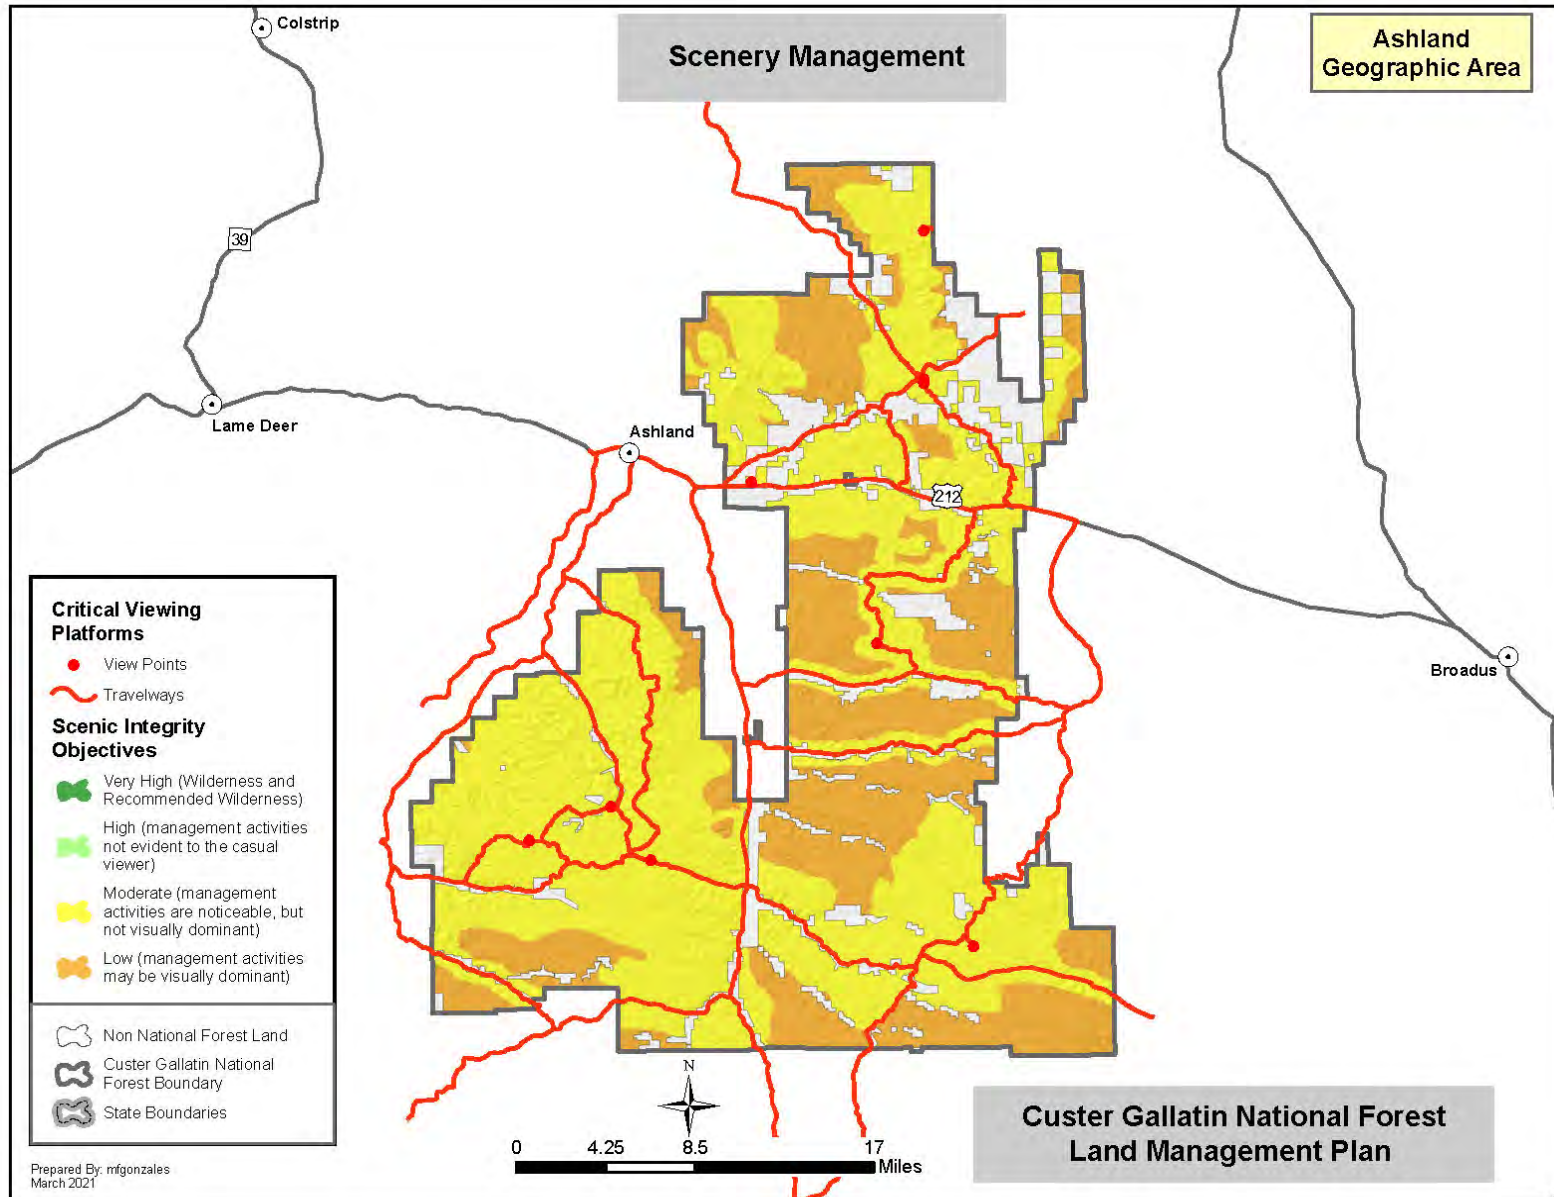 Colstrip
Scenery Management
Ashland
Geographic Area
39
Lame Deer
Ashland
212
Broadus
Critical Viewing
Platforms
View Points
Travelways
Scenic Integrity
Objectives
Very High (Wilderness and
Recommended Wilderness)
High (management activities
not evident to the casual
viewer)
Moderate (management
activities are noticeable, but
not visually dominant)
Low (management activities
may be visually dominant)
Non National Forest Land
Custer Gallatin National
Forest Boundary
State Boundaries
N
0 4.25 8.5 17
Miles
Custer Gallatin National Forest
Land Management Plan
Prepared By: mfgonzales
March 2021